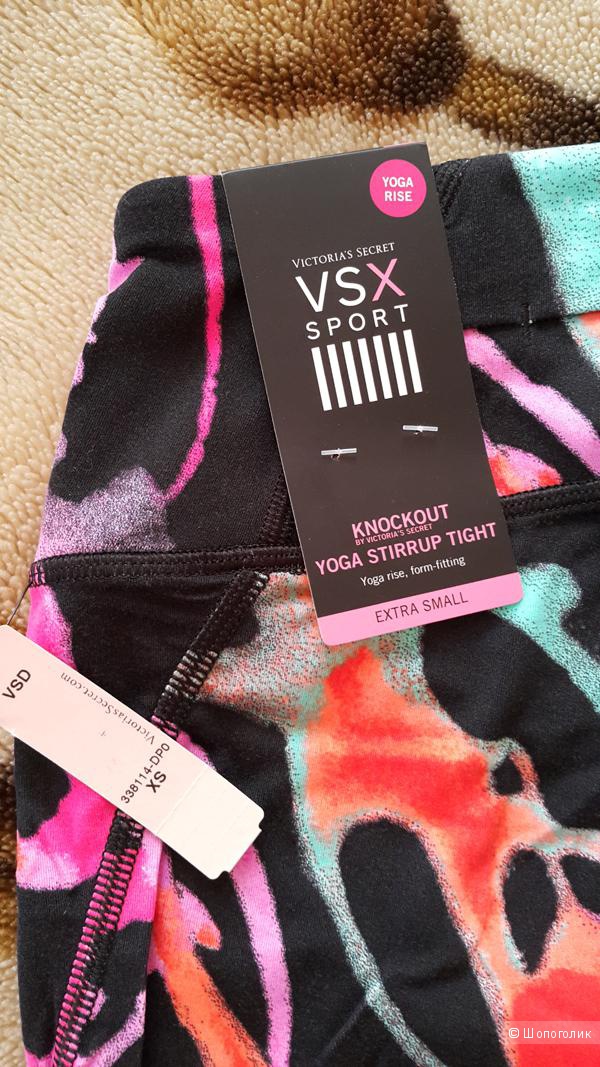 YOGA
RISE
VICTORIA'S SECRET
VSX
SPORT
KNOCKOUT
BY VICTORIA'S SECRET
YOGA STIRRUP TIGHT
Yoga rise, form-fitting
EXTRA SMALL
VSD
VictoriasSecret.com
338114-DP0
XS
© Шопоголик